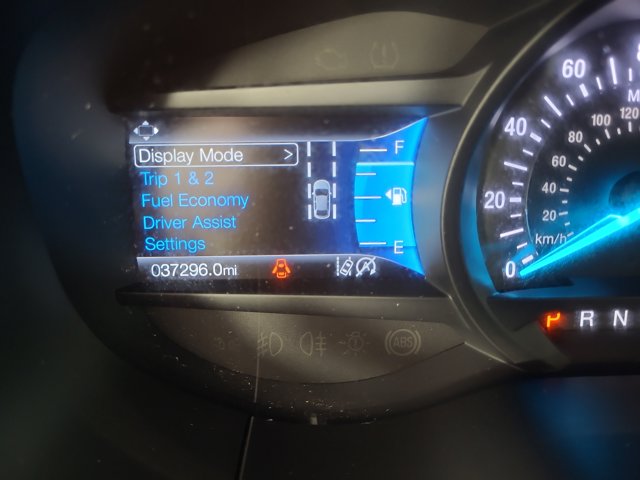 Display Mode >
Trip 1 & 2
Fuel Economy
Driver Assist
Settings
F
E
037296.0mi
ABS
60
40
20
0
120
100
80
60
40
20
km/h
P R N